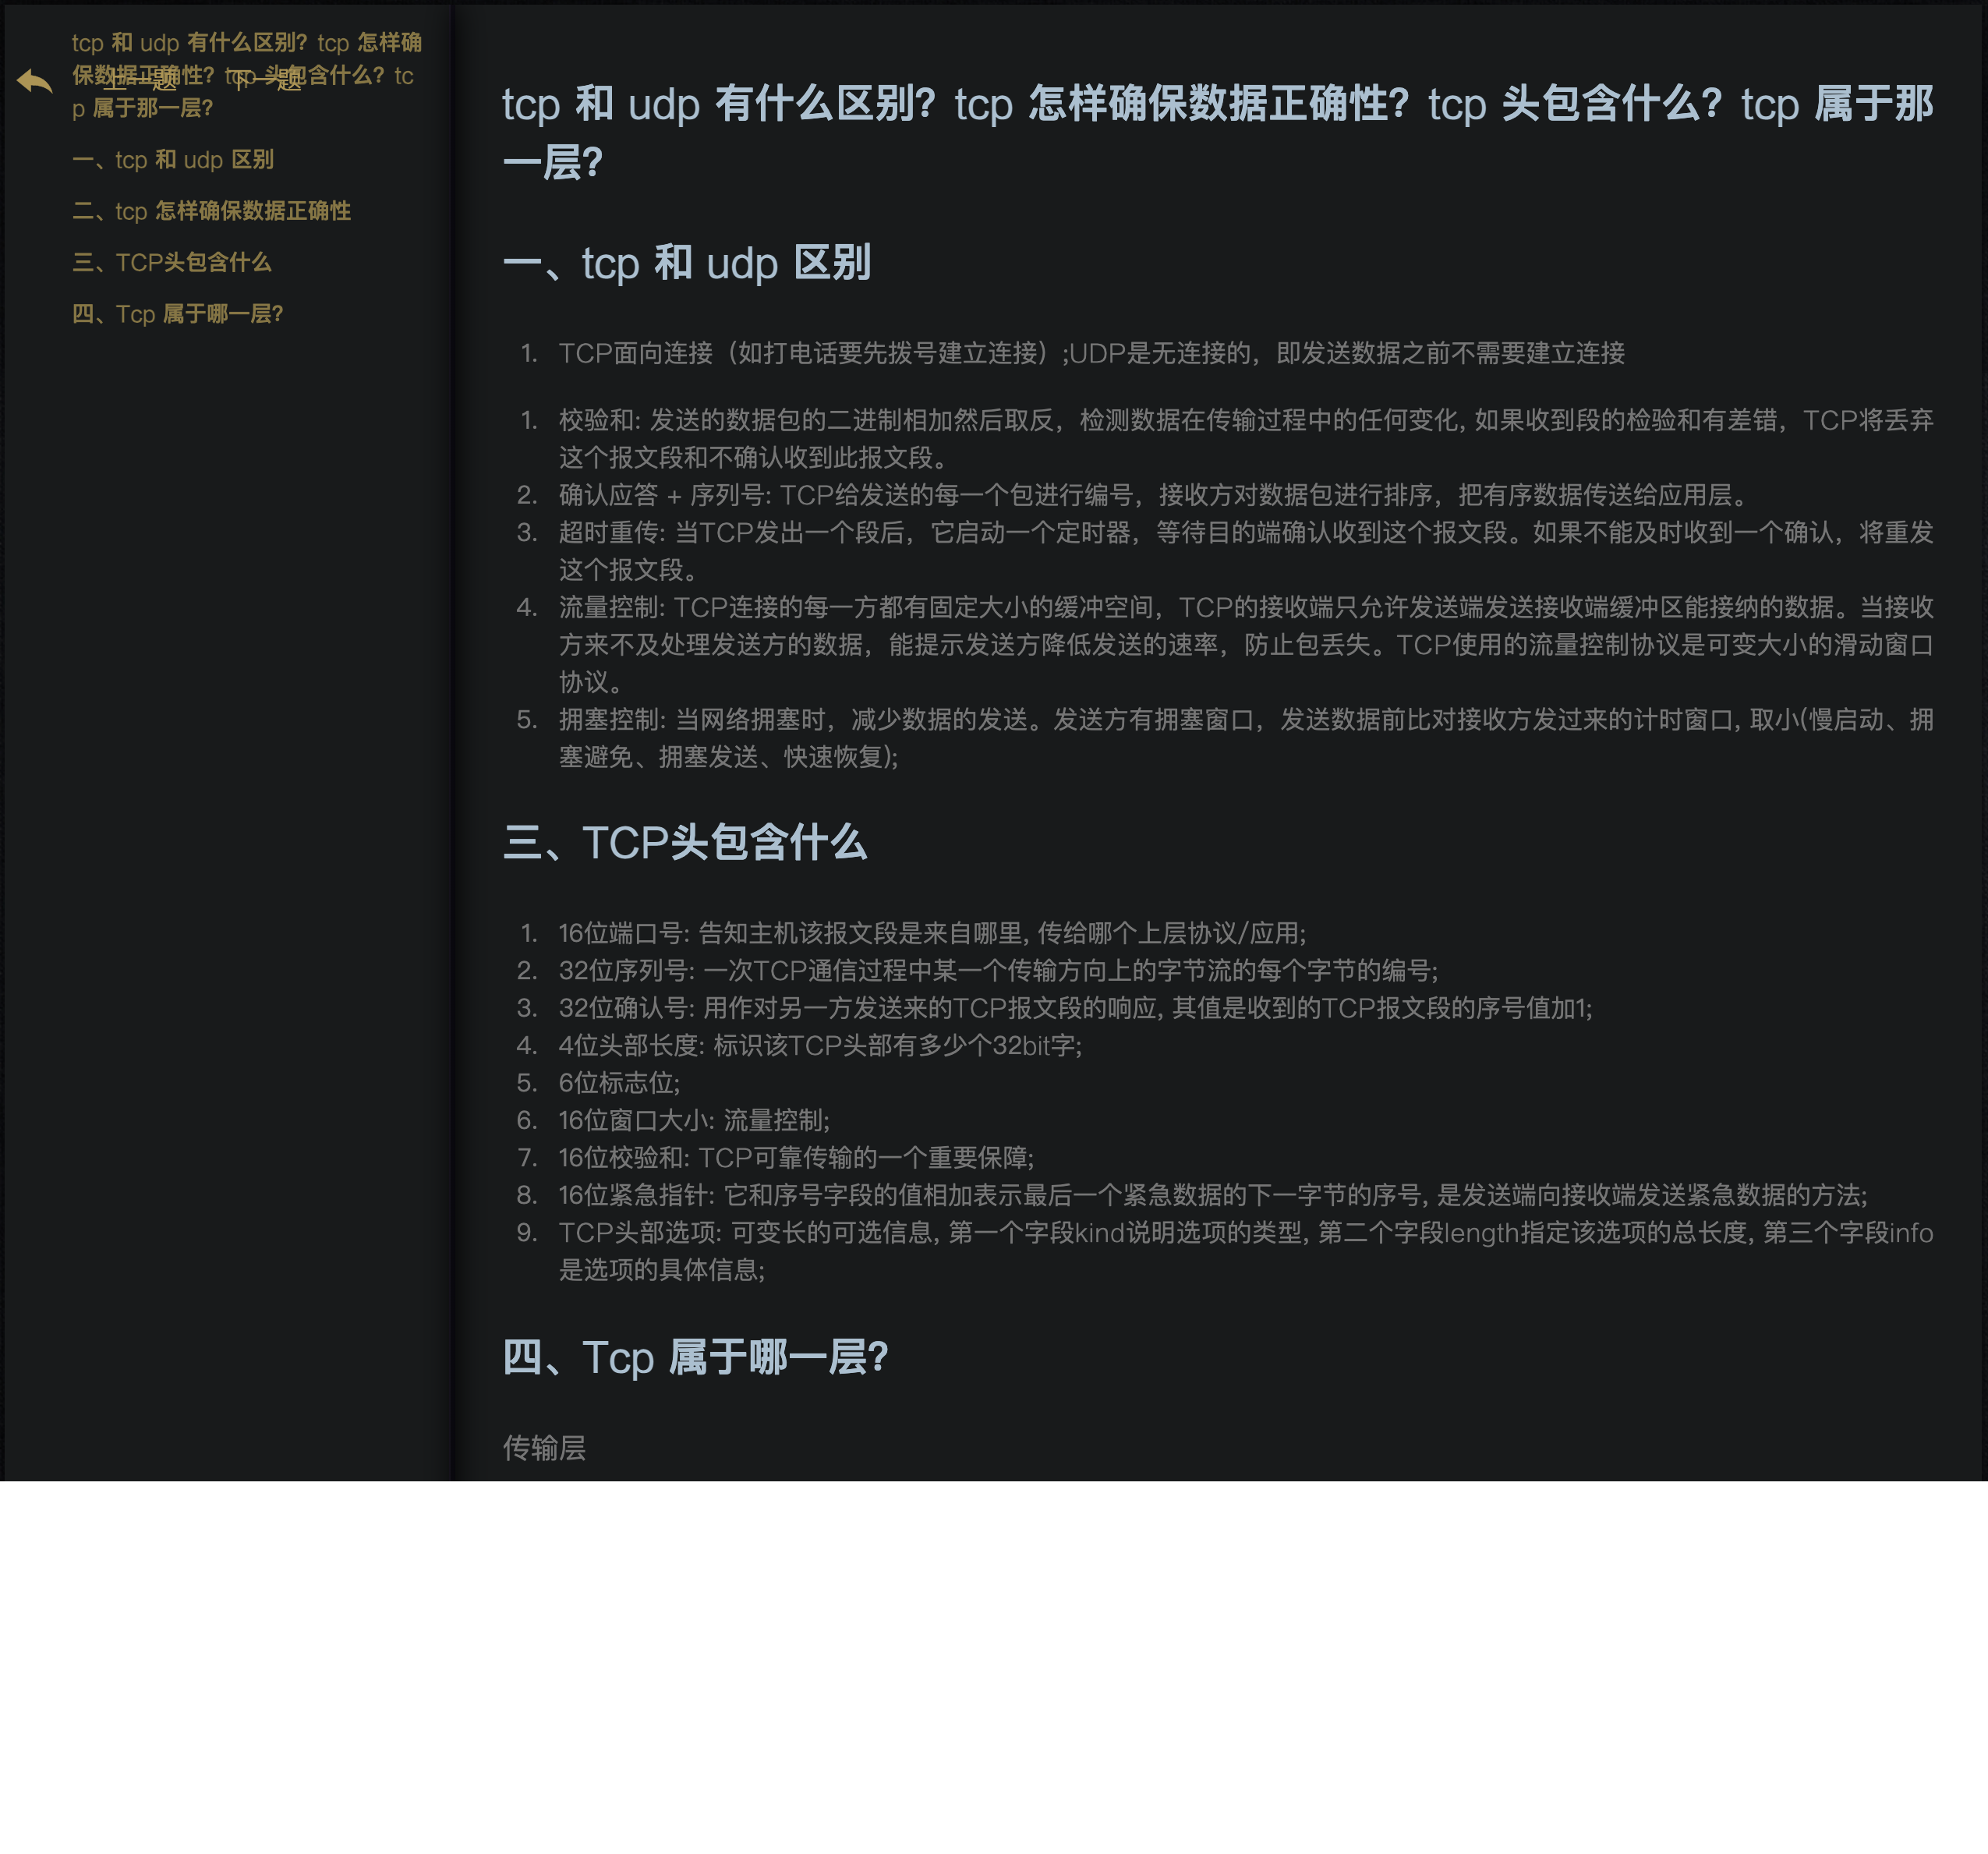 tcp 和 udp 有什么区别？tcp 怎样确
保数据正确性？tcp 头包含什么？tc
p 属于那一层？
上一题 下一题
一、tcp 和 udp 区别
二、tcp 怎样确保数据正确性
三、TCP头包含什么
四、Tcp 属于哪一层？
tcp 和 udp 有什么区别？tcp 怎样确保数据正确性？tcp 头包含什么？tcp 属于那
一层？
一、tcp 和 udp 区别
1. TCP面向连接（如打电话要先拨号建立连接）;UDP是无连接的，即发送数据之前不需要建立连接
1. 校验和: 发送的数据包的二进制相加然后取反，检测数据在传输过程中的任何变化, 如果收到段的检验和有差错，TCP将丢弃
这个报文段和不确认收到此报文段。
2. 确认应答 + 序列号: TCP给发送的每一个包进行编号，接收方对数据包进行排序，把有序数据传送给应用层。
3. 超时重传: 当TCP发出一个段后，它启动一个定时器，等待目的端确认收到这个报文段。如果不能及时收到一个确认，将重发
这个报文段。
4. 流量控制: TCP连接的每一方都有固定大小的缓冲空间，TCP的接收端只允许发送端发送接收端缓冲区能接纳的数据。当接收
方来不及处理发送方的数据，能提示发送方降低发送的速率，防止包丢失。TCP使用的流量控制协议是可变大小的滑动窗口
协议。
5. 拥塞控制: 当网络拥塞时，减少数据的发送。发送方有拥塞窗口，发送数据前比对接收方发过来的计时窗口, 取小(慢启动、拥
塞避免、拥塞发送、快速恢复);
三、TCP头包含什么
1. 16位端口号: 告知主机该报文段是来自哪里, 传给哪个上层协议/应用;
2. 32位序列号: 一次TCP通信过程中某一个传输方向上的字节流的每个字节的编号;
3. 32位确认号: 用作对另一方发送来的TCP报文段的响应, 其值是收到的TCP报文段的序号值加1;
4. 4位头部长度: 标识该TCP头部有多少个32bit字;
5. 6位标志位;
6. 16位窗口大小: 流量控制;
7. 16位校验和: TCP可靠传输的一个重要保障;
8. 16位紧急指针: 它和序号字段的值相加表示最后一个紧急数据的下一字节的序号, 是发送端向接收端发送紧急数据的方法;
9. TCP头部选项: 可变长的可选信息, 第一个字段kind说明选项的类型, 第二个字段length指定该选项的总长度, 第三个字段info
是选项的具体信息;
四、Tcp 属于哪一层？
传输层